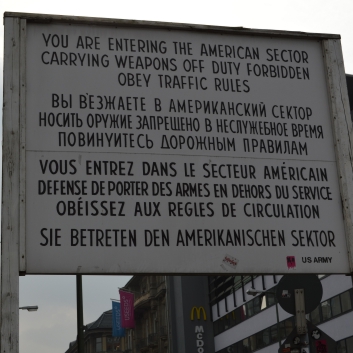 YOU ARE ENTERING THE AMERICAN SECTOR
CARRYING WEAPONS OFF DUTY FORBIDDEN
OBEY TRAFFIC RULES
ВЫ ВЪЕЗЖАЕТЕ В АМЕРИКАНСКИЙ СЕКТОР
НОСИТЬ ОРУЖИЕ ЗАПРЕЩЕНО В НЕСЛУЖЕБНОЕ ВРЕМЯ
ПОВИНУЙТЕСЬ ДОРОЖНЫМ ПРАВИЛАМ
VOUS ENTREZ DANS LE SECTEUR AMÉRICAIN
DÉFENSE DE PORTER DES ARMES EN DEHORS DU SERVICE
OBÉISSEZ AUX RÈGLES DE CIRCULATION
SIE BETRETEN DEN AMERIKANISCHEN SEKTOR
US ARMY